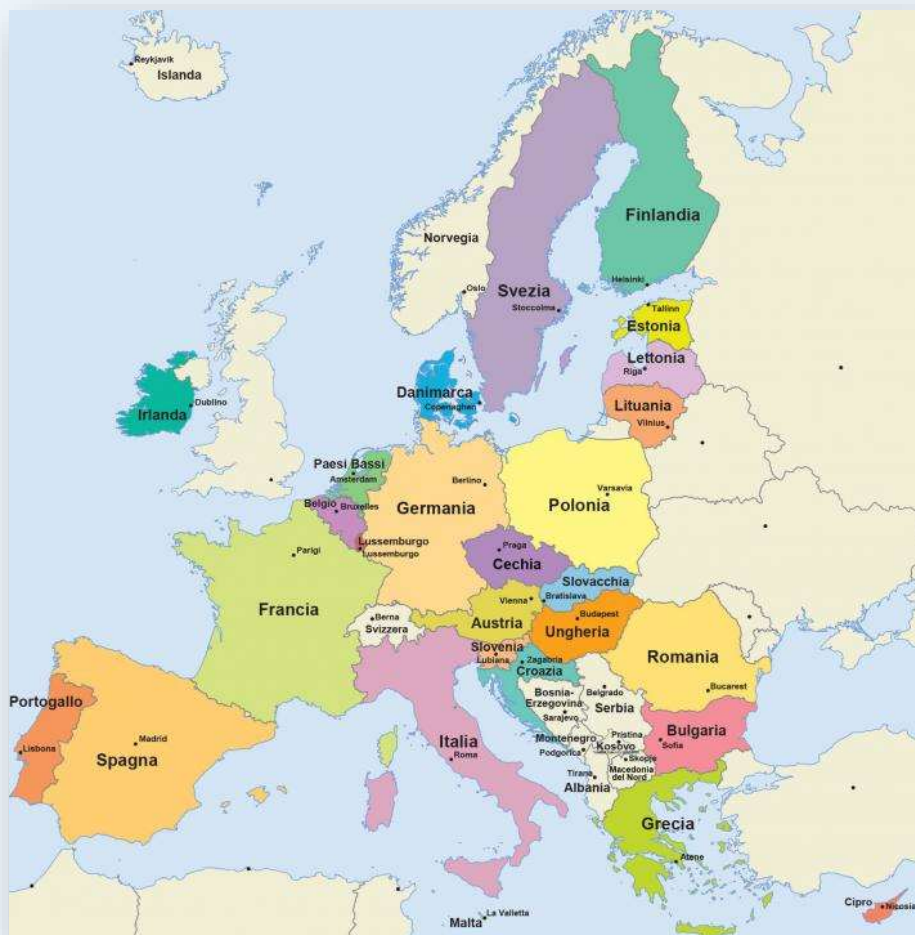 Reykjavik
Islanda
Finlandia
Norvegia
Helsinki
Oslo
Svezia
Stoccolma
Tallinn
Estonia
Lettonia
Riga
Danimarca
Copenaghen
Lituania
Vilnius
Dublino
Irlanda
Paesi Bassi
Amsterdam
Berlino
Varsavia
Belgio
Bruxelles
Germania
Polonia
Lussemburgo
Lussemburgo
Parigi
Praga
Cechia
Slovacchia
Vienna
Bratislava
Francia
Berna
Svizzera
Austria
Budapest
Ungheria
Slovenia
Lubiana
Zagabria
Croazia
Romania
Bucarest
Bosnia-
Erzegovina
Sarajevo
Belgrado
Serbia
Portogallo
Lisbona
Madrid
Spagna
Italia
Roma
Montenegro
Podgorica
Pristina
Kosovo
Bulgaria
Sofia
Skopje
Macedonia
del Nord
Tirana
Albania
Grecia
Atene
La Valletta
Malta
Cipro
Nicosia